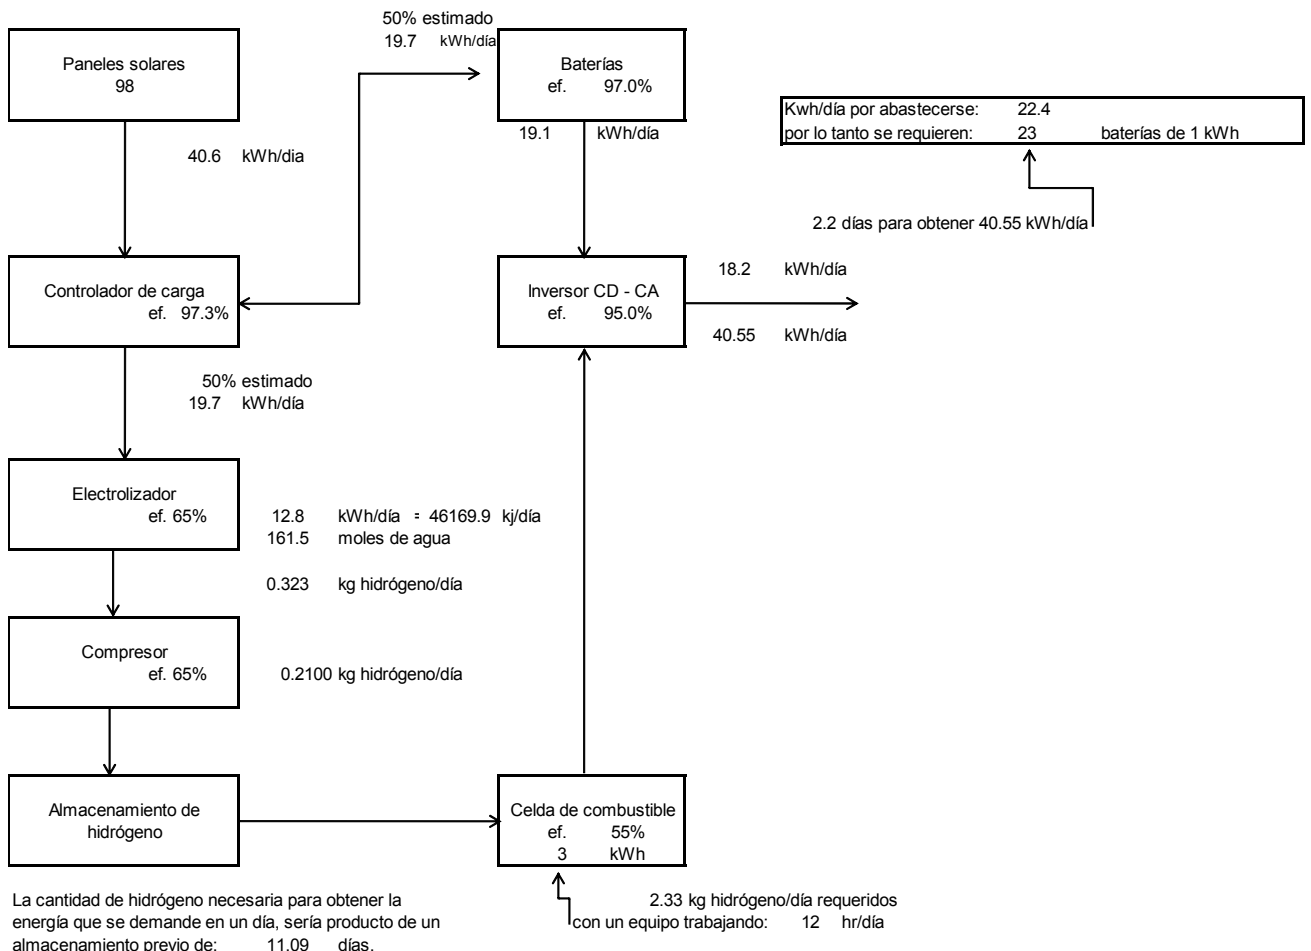 50% estimado
19.7 kWh/día
Paneles solares
98
Baterías
ef. 97.0%
Kwh/día por abastecerse: 22.4
por lo tanto se requieren: 23 baterías de 1 kWh
19.1 kWh/día
40.6 kWh/dia
2.2 días para obtener 40.55 kWh/día
Controlador de carga
ef. 97.3%
Inversor CD - CA
ef. 95.0%
18.2 kWh/día
40.55 kWh/día
50% estimado
19.7 kWh/día
Electrolizador
ef. 65%
12.8 kWh/día = 46169.9 kj/día
161.5 moles de agua
0.323 kg hidrógeno/día
Compresor
ef. 65%
0.2100 kg hidrógeno/día
Almacenamiento de
hidrógeno
Celda de combustible
ef. 55%
3 kWh
La cantidad de hidrógeno necesaria para obtener la
energía que se demande en un día, sería producto de un
almacenamiento previo de: 11.09 días.
2.33 kg hidrógeno/día requeridos
con un equipo trabajando: 12 hr/día